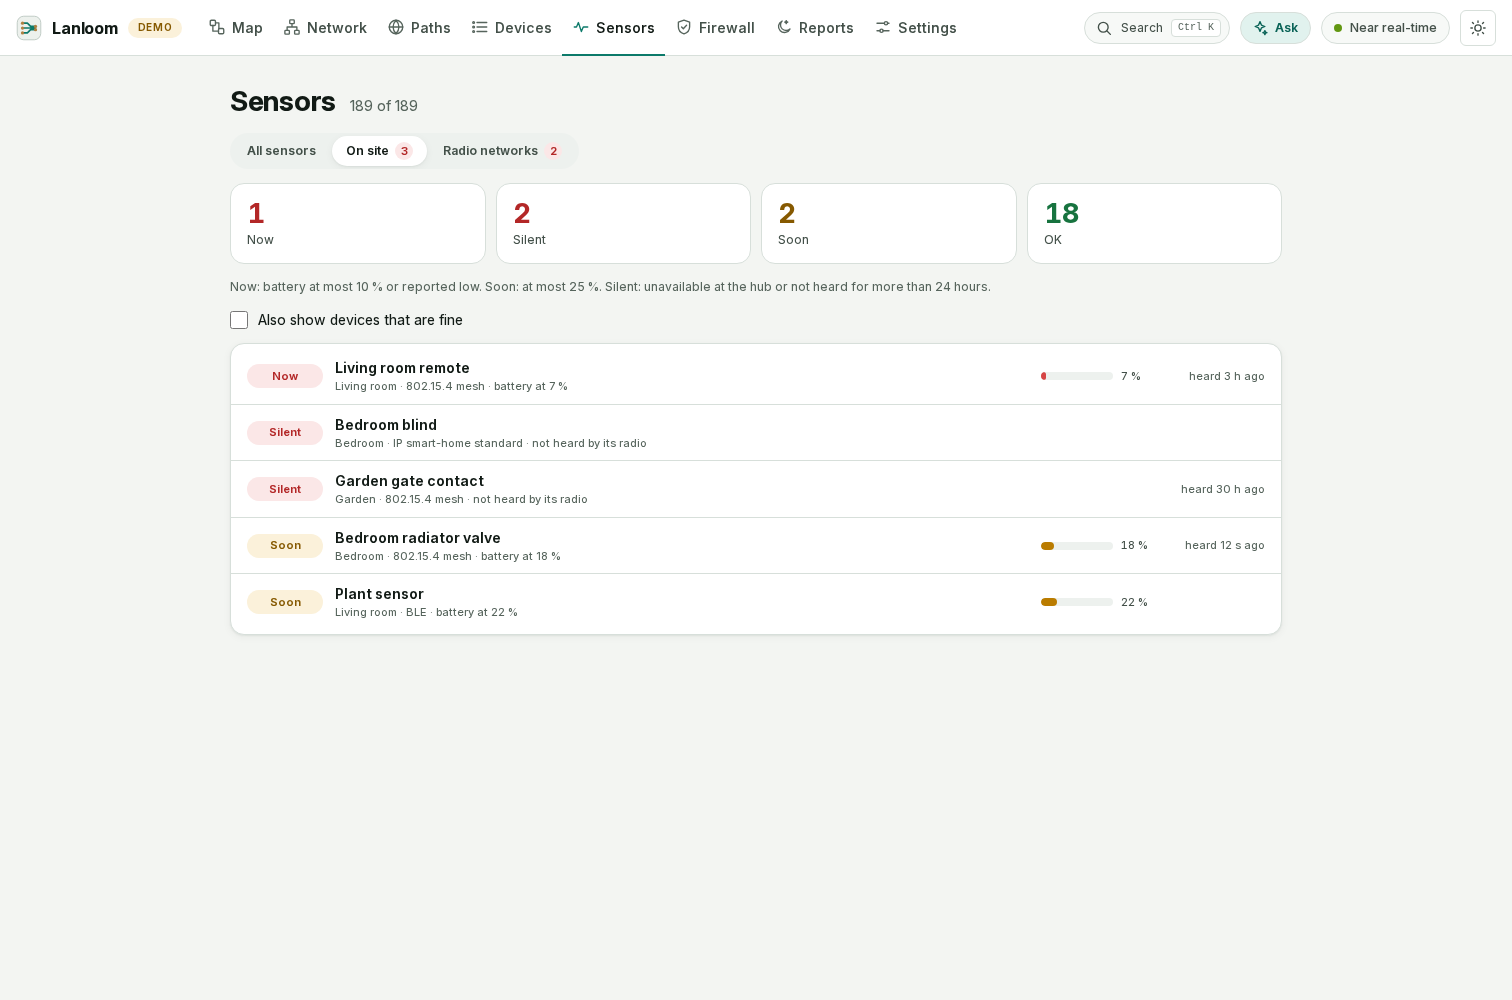 Lanloom DEMO Map Network Paths Devices Sensors Firewall Reports Settings Search Ctrl K Ask Near real-time
Sensors 189 of 189
All sensors On site 3 Radio networks 2
1 2 2 18
Now Silent Soon OK
Now: battery at most 10 % or reported low. Soon: at most 25 %. Silent: unavailable at the hub or not heard for more than 24 hours.
Also show devices that are fine
Now Living room remote 7 % heard 3 h ago
Living room · 802.15.4 mesh · battery at 7 %
Silent Bedroom blind
Bedroom · IP smart-home standard · not heard by its radio
Silent Garden gate contact heard 30 h ago
Garden · 802.15.4 mesh · not heard by its radio
Soon Bedroom radiator valve 18 % heard 12 s ago
Bedroom · 802.15.4 mesh · battery at 18 %
Soon Plant sensor 22 %
Living room · BLE · battery at 22 %